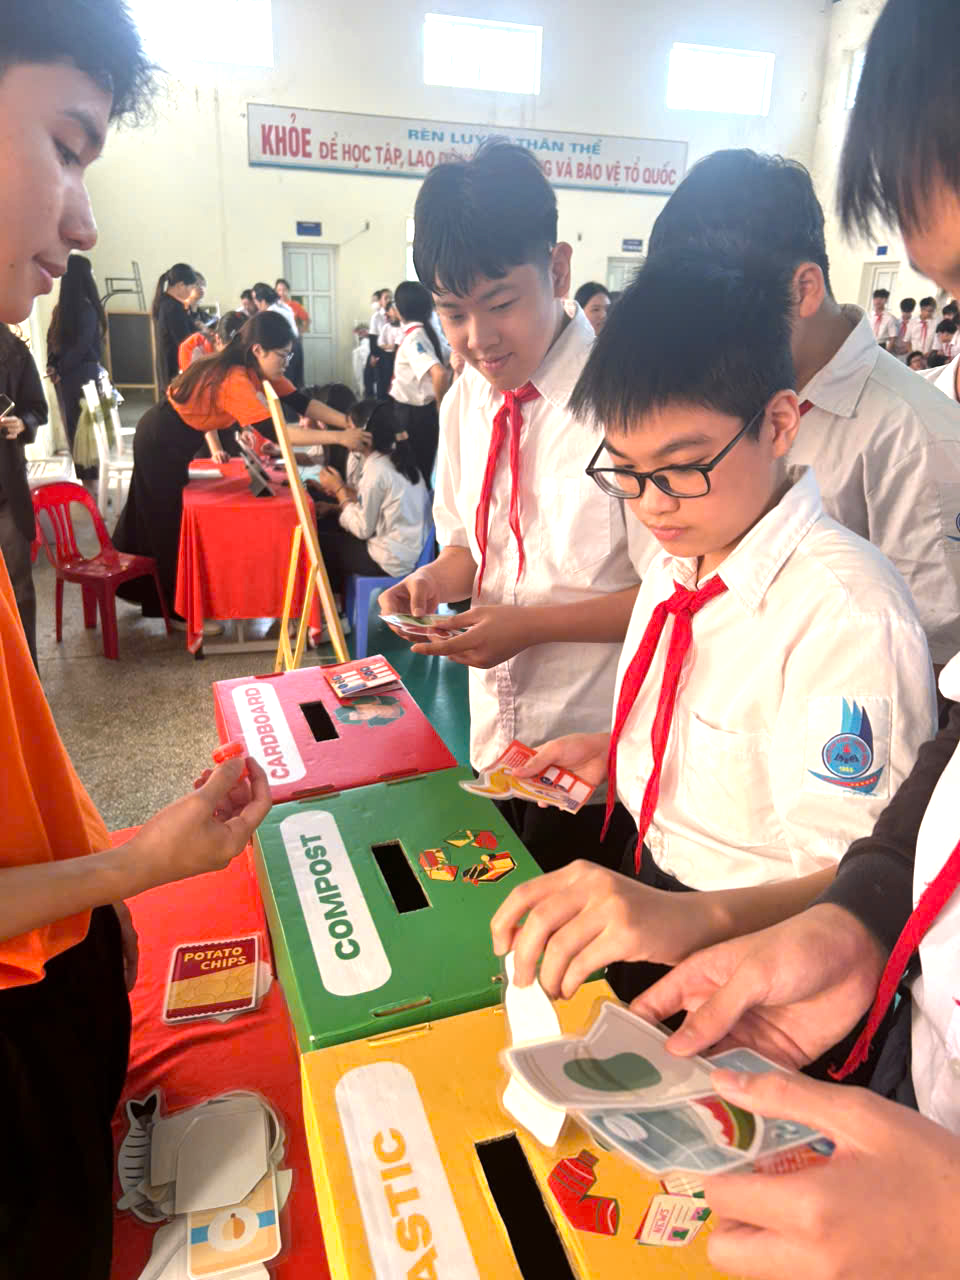 RÈN LUYỆN THÂN THỂ
KHỎE ĐỂ HỌC TẬP, LAO VÀ BẢO VỆ TỔ QUỐC
CARDBOARD
COMPOST
POTATO
CHIPS
ASTIC
NEWS